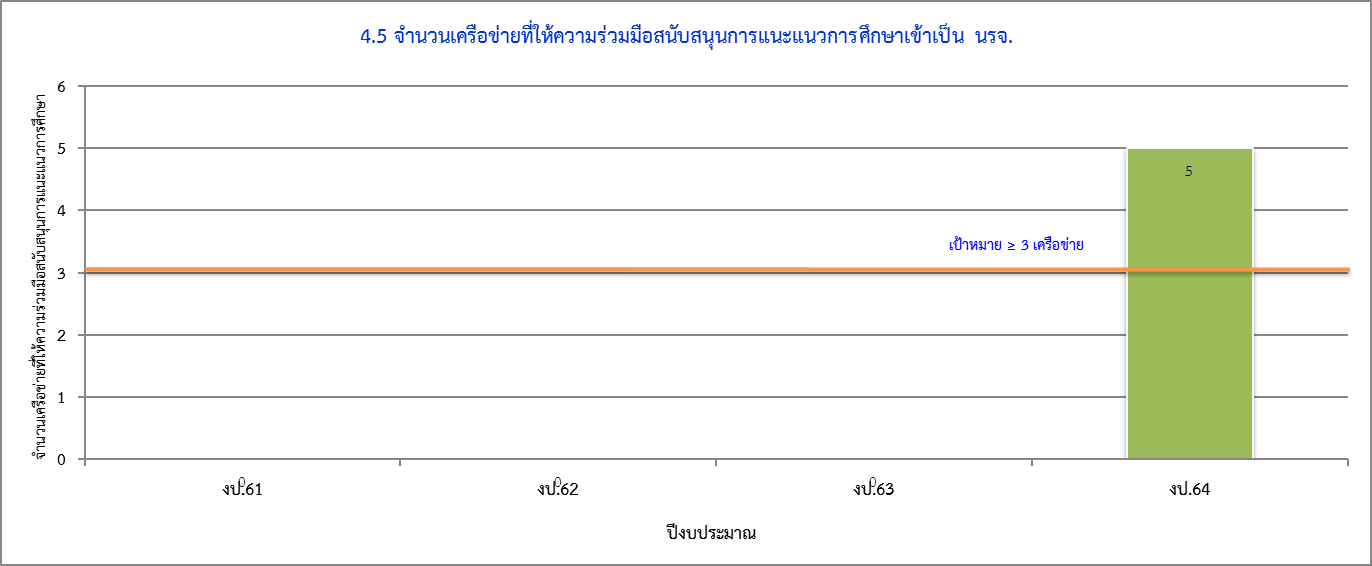 4.5 จำนวนเครือข่ายที่ให้ความร่วมมือสนับสนุนการแนะแนวการศึกษาเข้าเป็น นรจ.
จำนวนเครือข่ายที่ให้ความร่วมมือสนับสนุนการแนะแนวการศึกษา
6
5
4
3
2
1
0
5
เป้าหมาย ≥ 3 เครือข่าย
0 0 0
งป.61 งป.62 งป.63 งป.64
ปีงบประมาณ